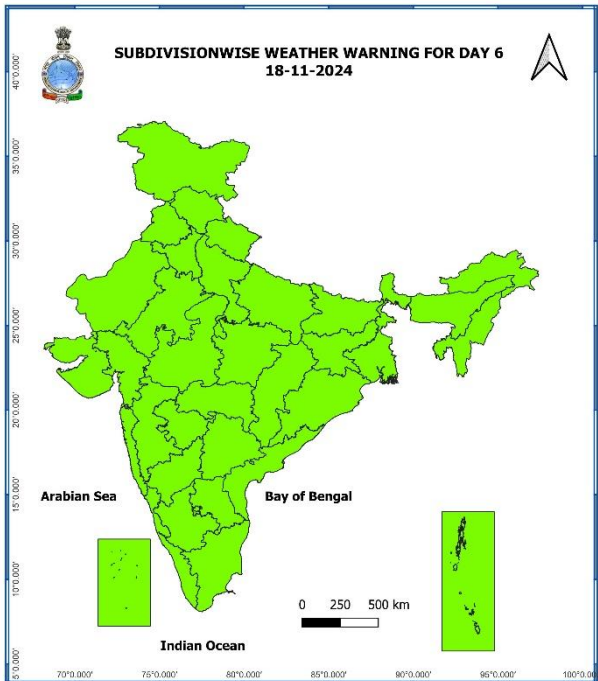 SUBDIVISIONWISE WEATHER WARNING FOR DAY 6
18-11-2024
40°0.000'
35°0.000'
30°0.000'
25°0.000'
20°0.000'
15°0.000'
10°0.000'
5°0.000'
Arabian Sea
Bay of Bengal
0 250 500 km
Indian Ocean
70°0.000' 75°0.000' 80°0.000' 85°0.000' 90°0.000' 95°0.000' 100°0.0